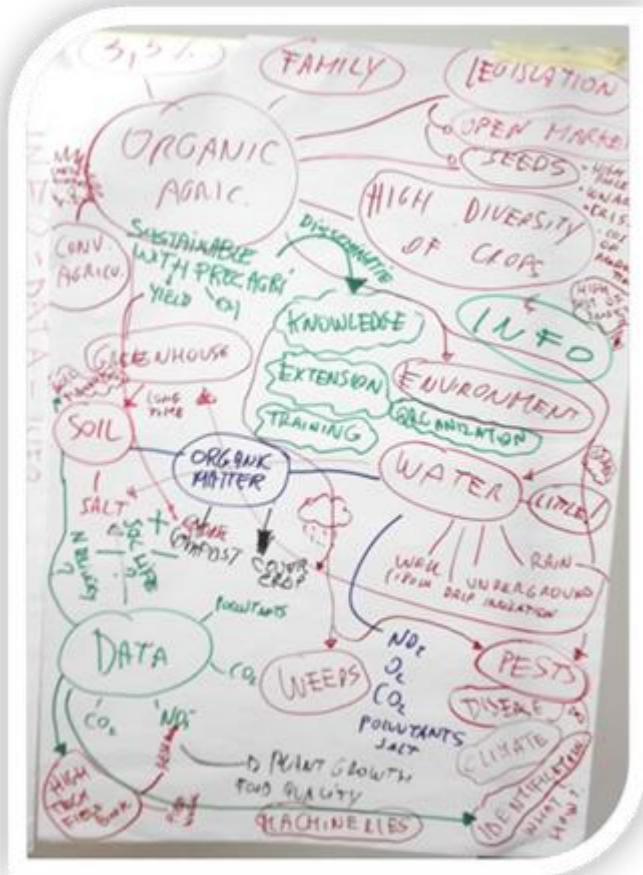 3,5%
FAMILY
LEGISLATION
OPEN MARKE
ORGANIC
AGRIC.
SEEDS
HIGH DIVERSITY
OF CROPS
CONV.
AGRICU.
SUSTAINABLE
WITH PREC AGRI
YIELD
INFO
KNOWLEDGE
GREENHOUSE
ENVIRONMENT
EXTENSION
ORGANIZATION
TRAINING
LONG
TIME
SOIL
ORGANIC
MATTER
WATER
LITTLE!
SALT
COMPOST
COVER
CROP
RAIN
UNDERGROUND
DRIP IRRIGATION
POLLUTANTS
DATA
CO2
WEEDS
NO2
O2
CO2
POLLUTANTS
SALT
PESTS
DISEASE
CLIMATE
CO2
NO3-
PLANT GROWTH
FOOD QUALITY
HIGH
TECH
MACHINERIES
IDENTIFICATION
WHAT
HOW?